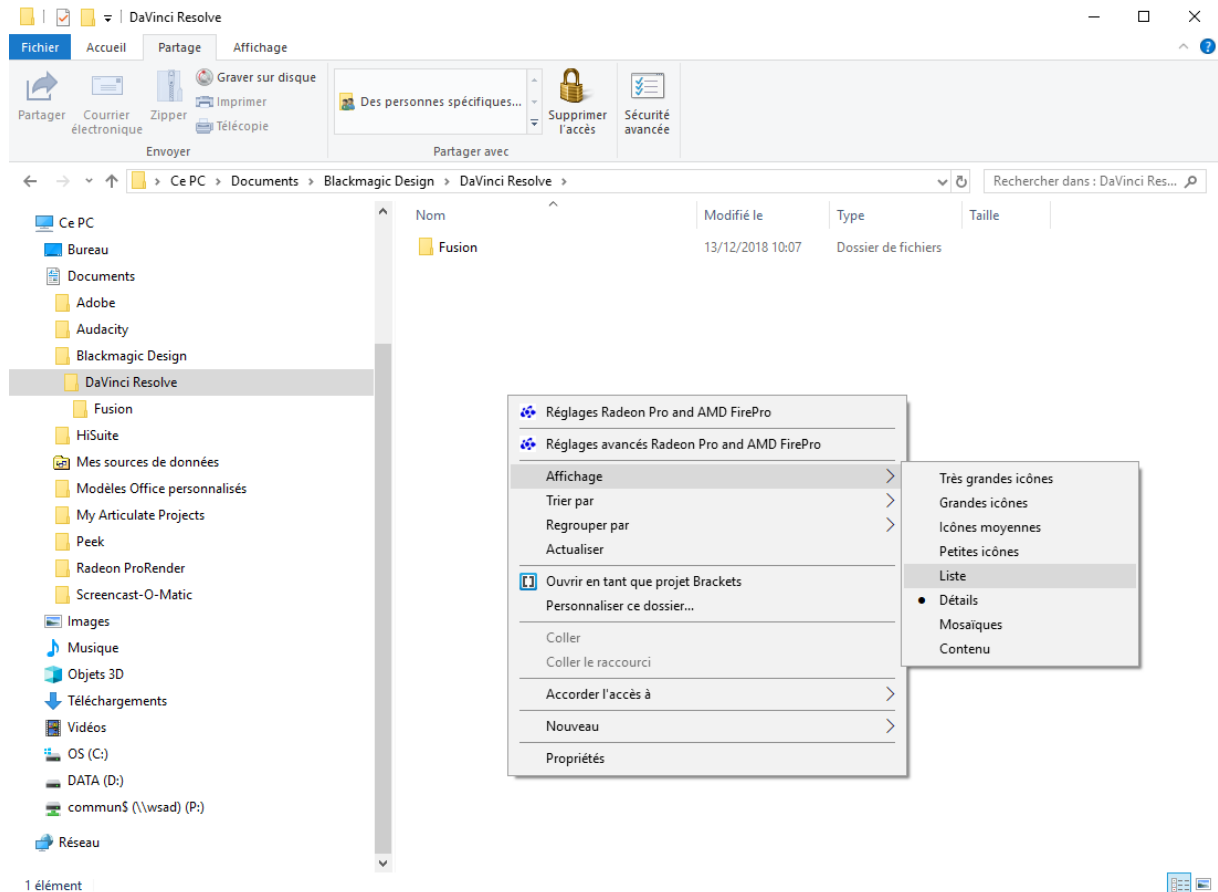 DaVinci Resolve
Fichier Accueil Partage Affichage
Partager
Courrier électronique
Zipper
Graver sur disque
Imprimer
Télécopie
Envoyer
Des personnes spécifiques...
Supprimer l'accès
Sécurité avancée
Partager avec
Ce PC > Documents > Blackmagic Design > DaVinci Resolve >
Rechercher dans : DaVinci Res...
Ce PC
Bureau
Documents
Adobe
Audacity
Blackmagic Design
DaVinci Resolve
Fusion
HiSuite
Mes sources de données
Modèles Office personnalisés
My Articulate Projects
Peek
Radeon ProRender
Screencast-O-Matic
Images
Musique
Objets 3D
Téléchargements
Vidéos
OS (C:)
DATA (D:)
commun$ (\\wsad) (P:)
Réseau
Nom Modifié le Type Taille
Fusion 13/12/2018 10:07 Dossier de fichiers
Réglages Radeon Pro and AMD FirePro
Réglages avancés Radeon Pro and AMD FirePro
Affichage
Trier par
Regrouper par
Actualiser
Ouvrir en tant que projet Brackets
Personnaliser ce dossier...
Coller
Coller le raccourci
Accorder l'accès à
Nouveau
Propriétés
Très grandes icônes
Grandes icônes
Icônes moyennes
Petites icônes
Liste
Détails
Mosaïques
Contenu
1 élément